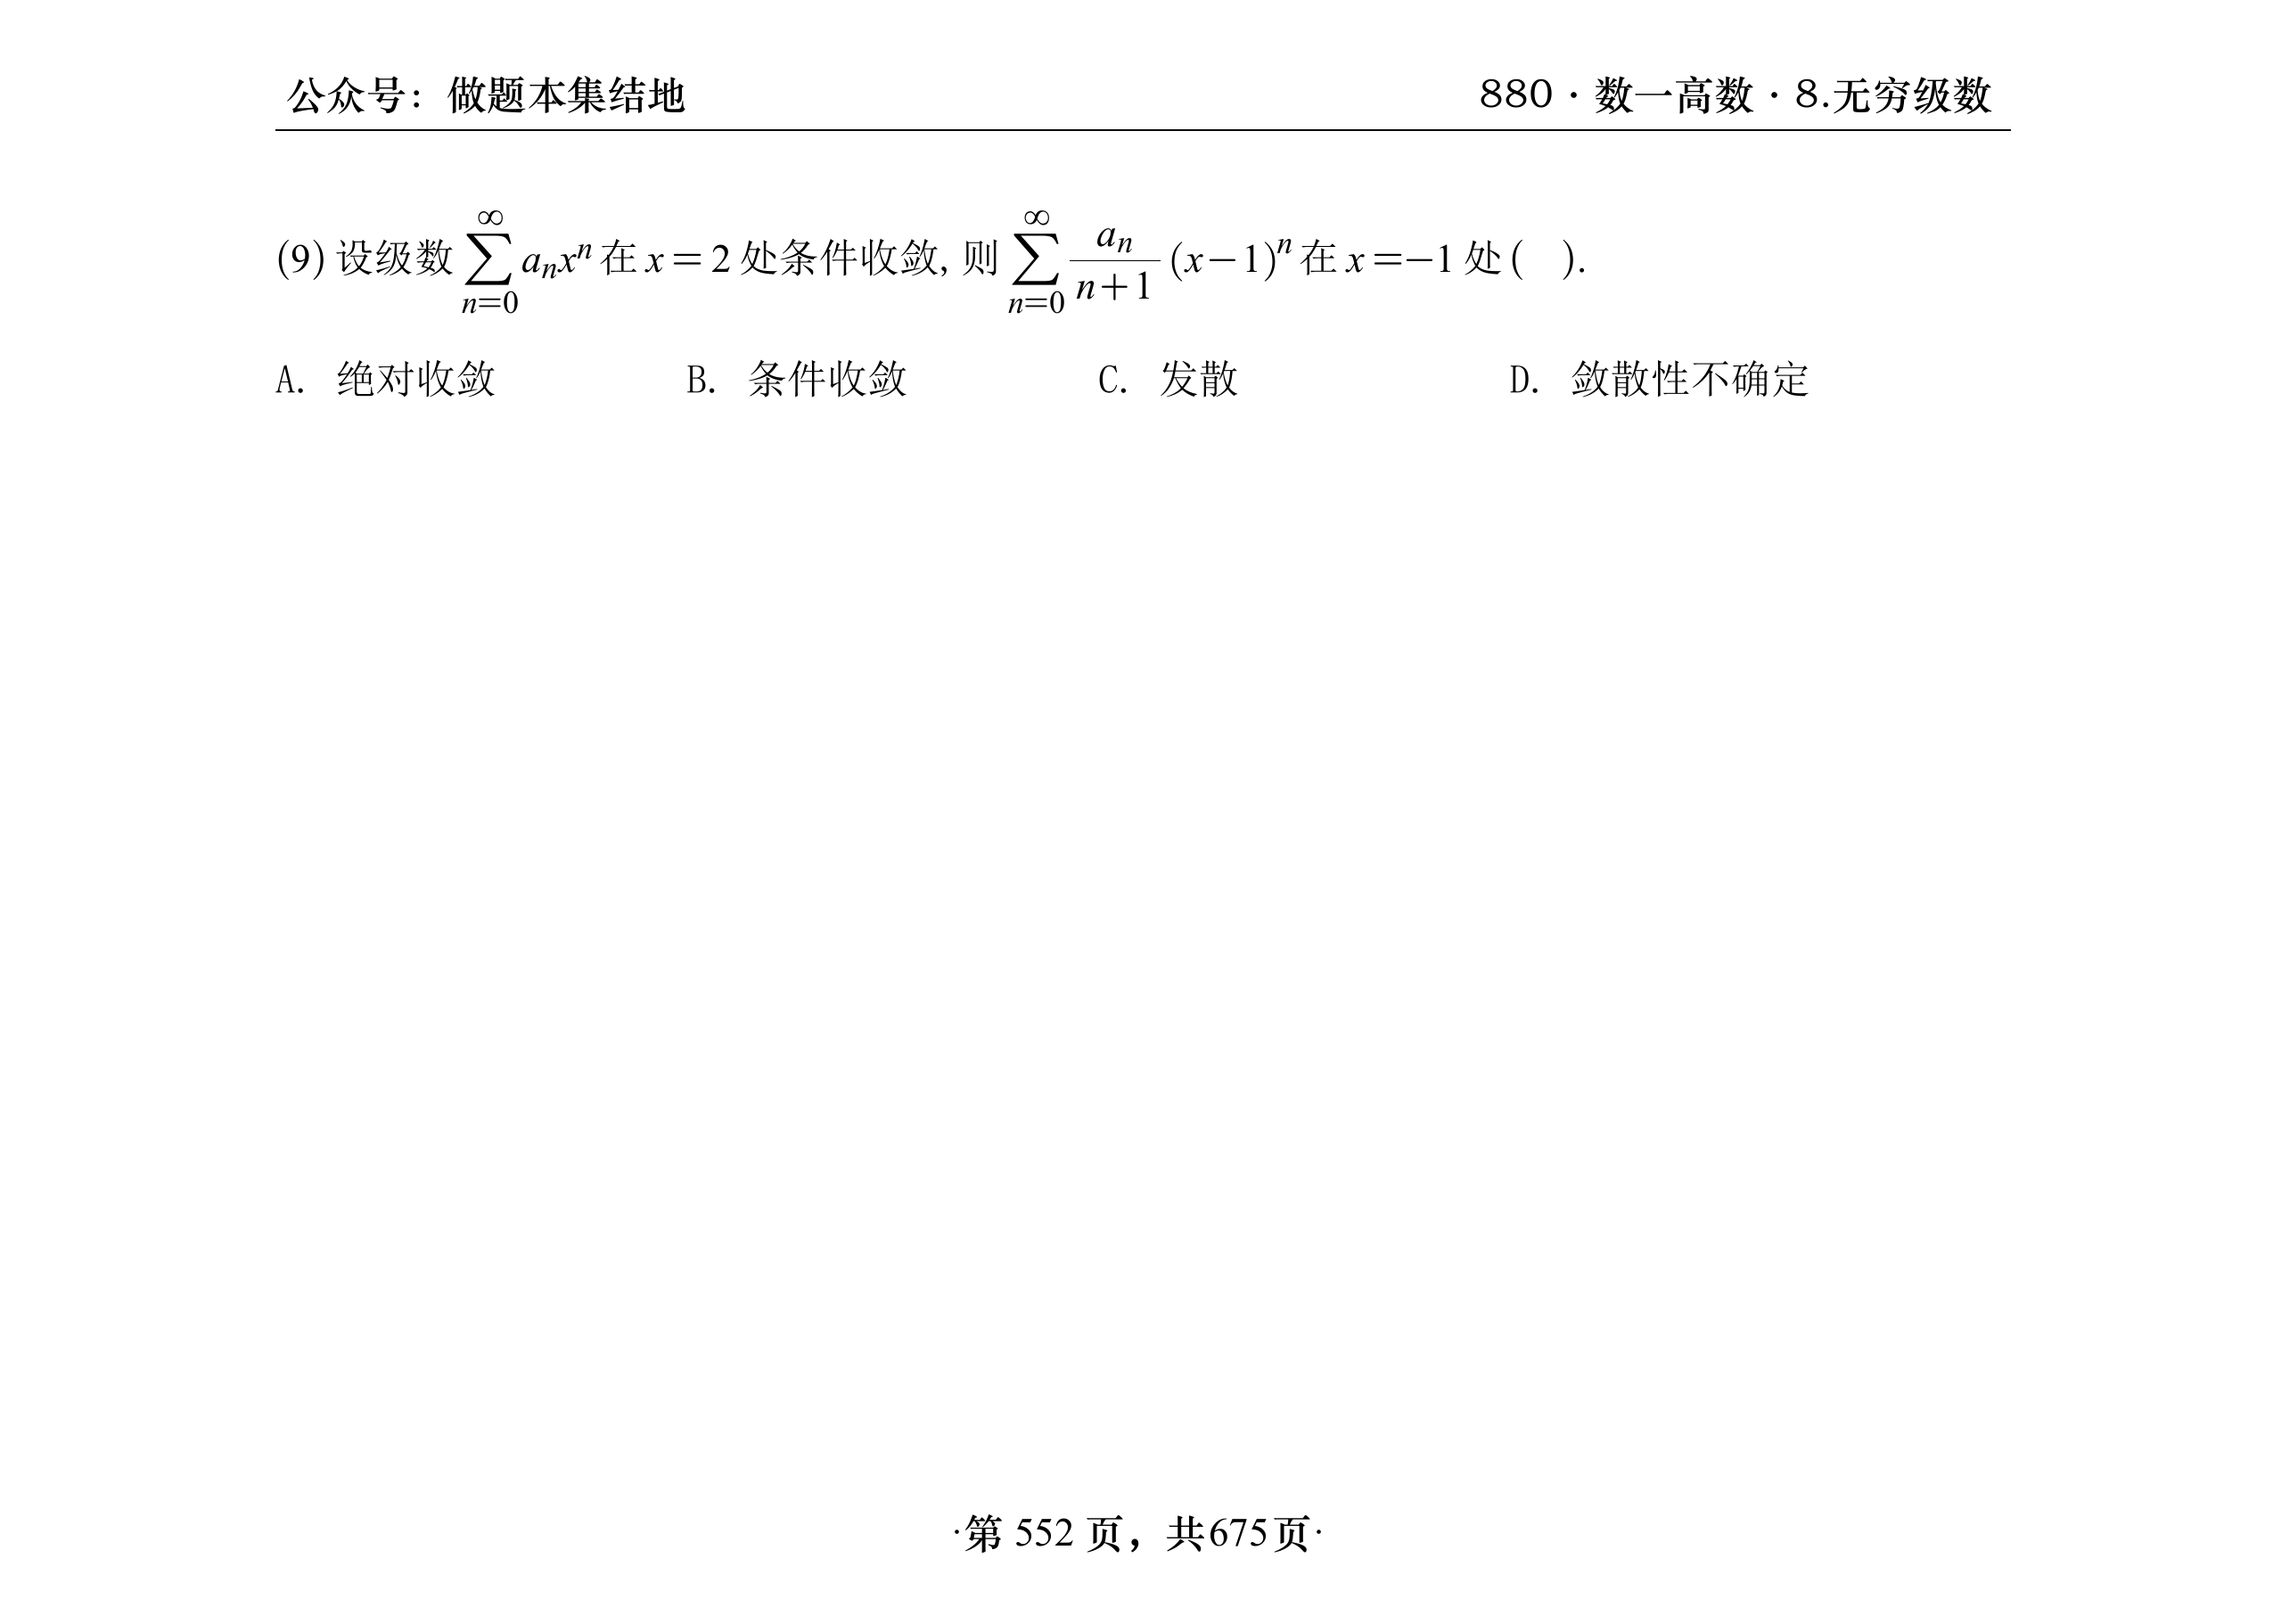 公众号：做题本集结地
880·数一高数·8.无穷级数
(9) 设级数 $\sum_{n=0}^{\infty} a_n x^n$ 在 $x=2$ 处条件收敛, 则 $\sum_{n=0}^{\infty} \frac{a_n}{n+1}(x-1)^n$ 在 $x=-1$ 处 ( ).
A. 绝对收敛 B. 条件收敛 C. 发散 D. 敛散性不确定
·第 552 页，共675页·